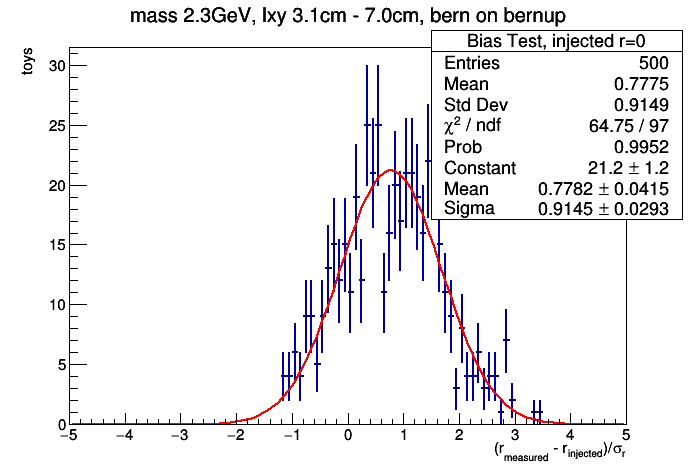 mass 2.3GeV, lxy 3.1cm - 7.0cm, bern on bernup
toys
Bias Test, injected r=0
Entries 500
Mean 0.7775
Std Dev 0.9149
χ² / ndf 64.75 / 97
Prob 0.9952
Constant 21.2 ± 1.2
Mean 0.7782 ± 0.0415
Sigma 0.9145 ± 0.0293
30
25
20
15
10
5
0
−5 −4 −3 −2 −1 0 1 2 3 4 5
(r_measured - r_injected)/σ_r